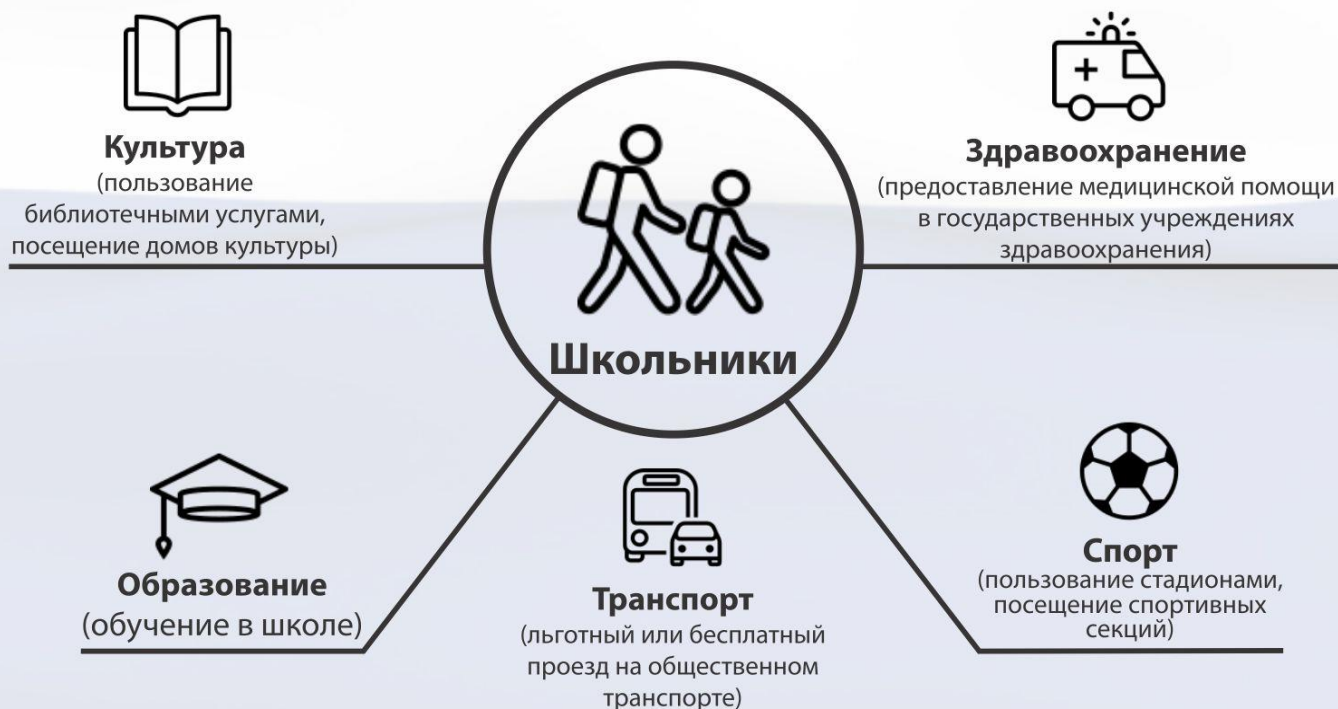 Культура
(пользование
библиотечными услугами,
посещение домов культуры)
Здравоохранение
(предоставление медицинской помощи
в государственных учреждениях
здравоохранения)
Школьники
Образование
(обучение в школе)
Транспорт
(льготный или бесплатный
проезд на общественном
транспорте)
Спорт
(пользование стадионами,
посещение спортивных
секций)